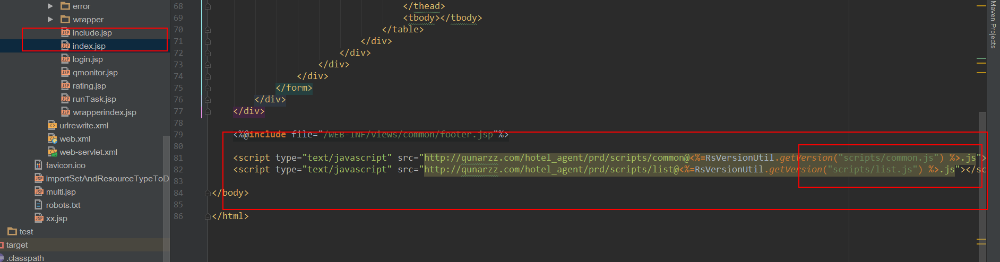 error
wrapper
include.jsp
index.jsp
login.jsp
qmonitor.jsp
rating.jsp
runTask.jsp
wrapperindex.jsp
urlrewrite.xml
web.xml
web-servlet.xml
favicon.ico
importSetAndResourceTypeToD
multi.jsp
robots.txt
xx.jsp
test
target
.classpath
68 </thead>
69 <tbody></tbody>
70 </table>
71 </div>
72 </div>
73 </div>
74 </div>
75 </form>
76 </div>
77 </div>
78
79 <%@include file="/WEB-INF/views/common/footer.jsp"%>
80
81 <script type="text/javascript" src="http://qunarzz.com/hotel_agent/prd/scripts/common@<%=RsVersionUtil.getVersion("scripts/common.js") %>.js">
82 <script type="text/javascript" src="http://qunarzz.com/hotel_agent/prd/scripts/list@<%=RsVersionUtil.getVersion("scripts/list.js") %>.js"></sc
83
84 </body>
85
86 </html>
Maven Projects